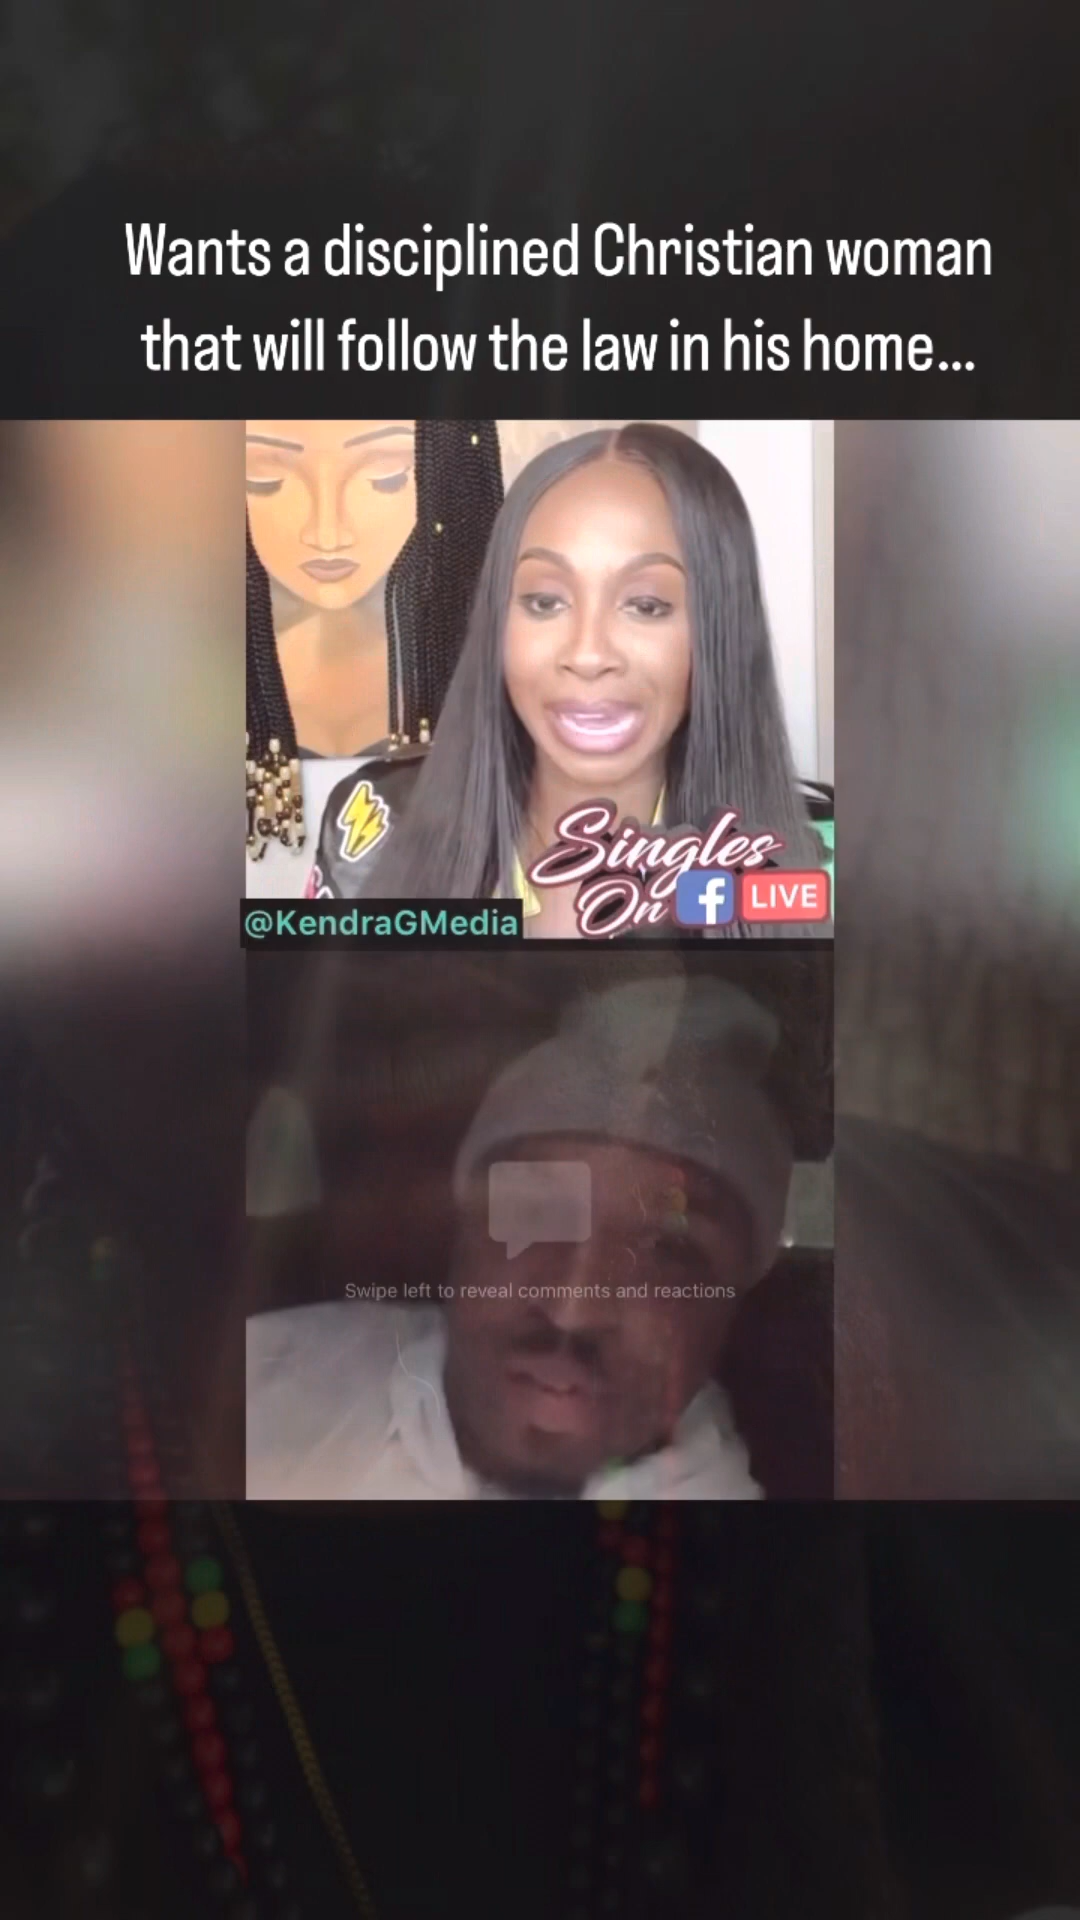 Wants a disciplined Christian woman
that will follow the law in his home...
Singles
On f LIVE
@KendraGMedia
Swipe left to reveal comments and reactions